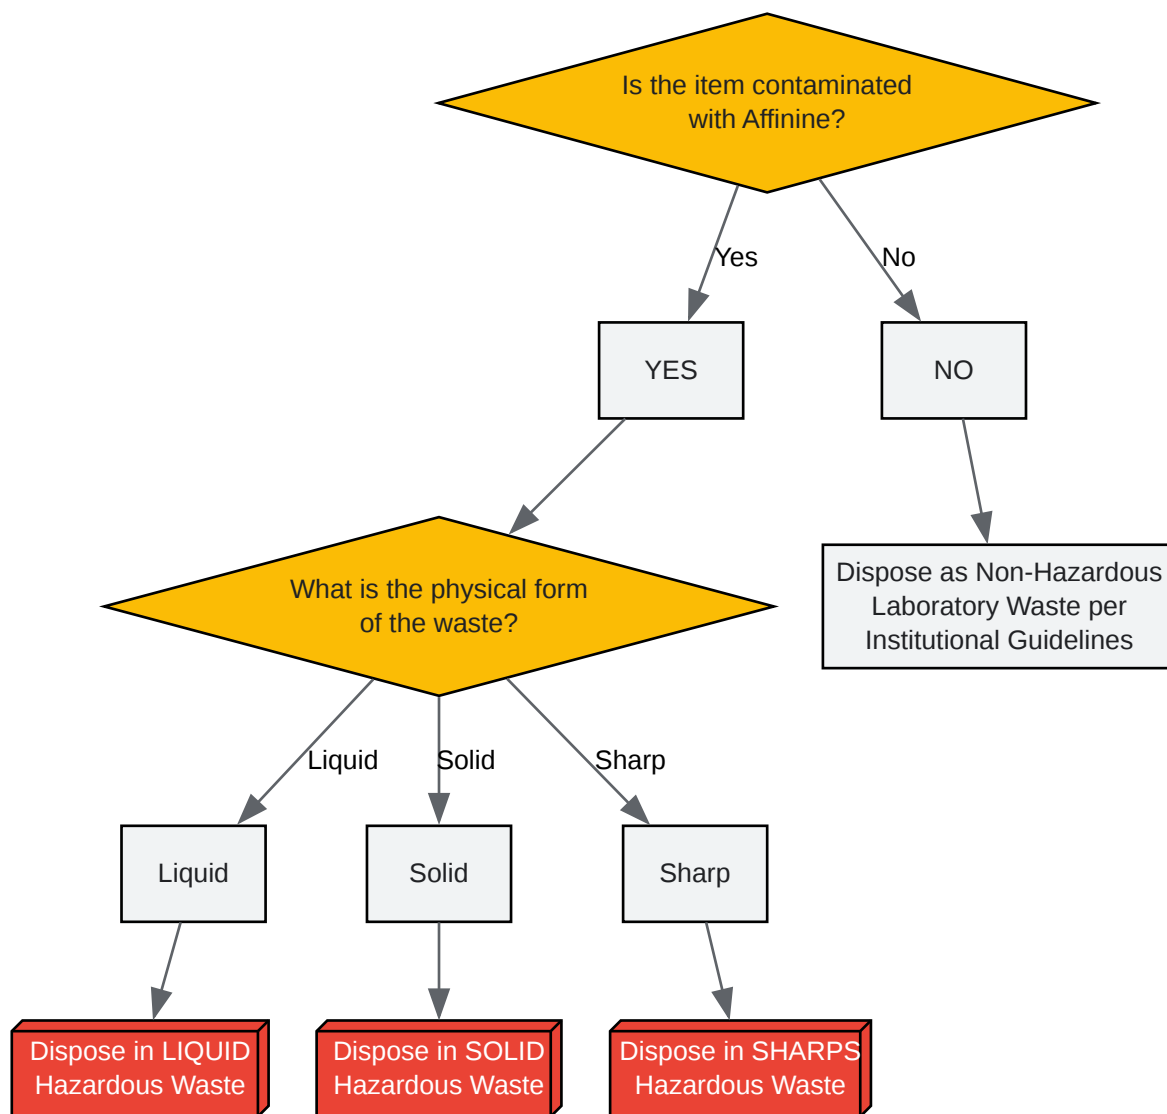 Is the item contaminated
with Affinine?
Yes
No
YES
NO
Dispose as Non-Hazardous
Laboratory Waste per
Institutional Guidelines
What is the physical form
of the waste?
Liquid
Solid
Sharp
Liquid
Solid
Sharp
Dispose in LIQUID
Hazardous Waste
Dispose in SOLID
Hazardous Waste
Dispose in SHARPS
Hazardous Waste